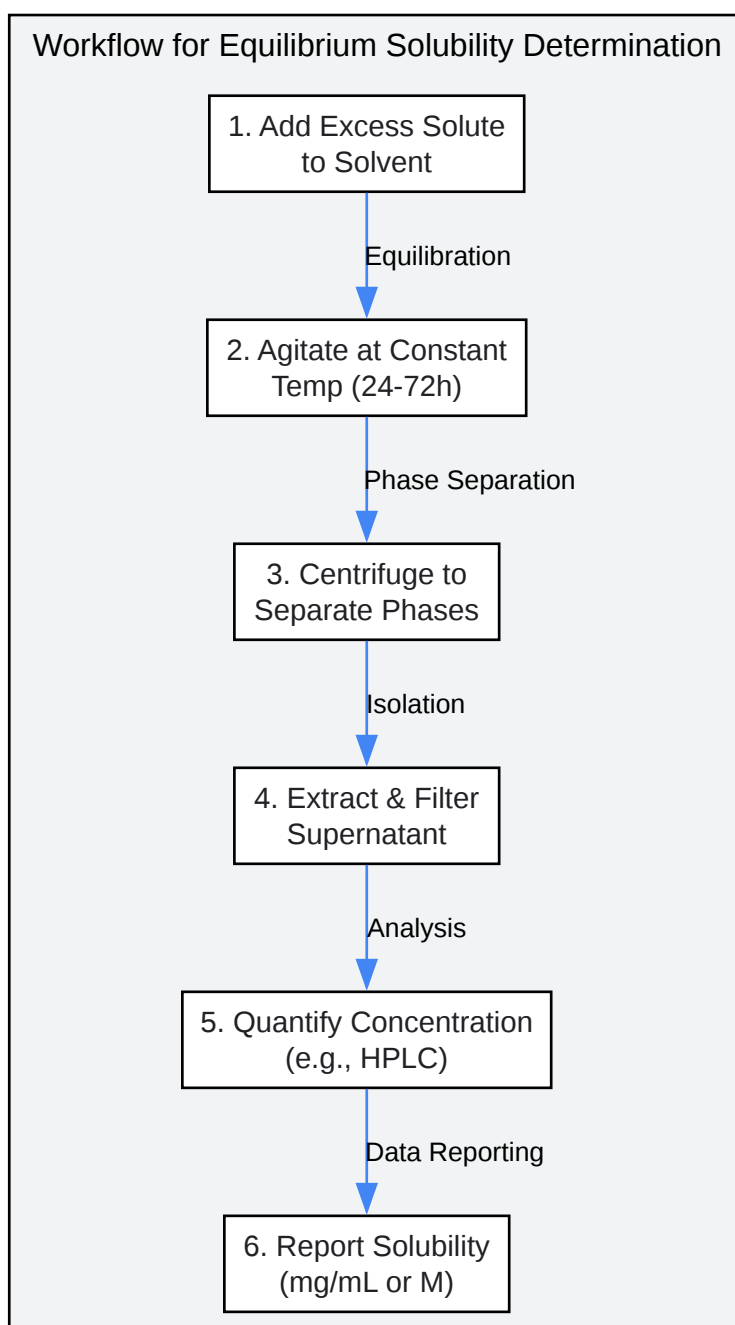 Workflow for Equilibrium Solubility Determination
1. Add Excess Solute
to Solvent
Equilibration
2. Agitate at Constant
Temp (24-72h)
Phase Separation
3. Centrifuge to
Separate Phases
Isolation
4. Extract & Filter
Supernatant
Analysis
5. Quantify Concentration
(e.g., HPLC)
Data Reporting
6. Report Solubility
(mg/mL or M)